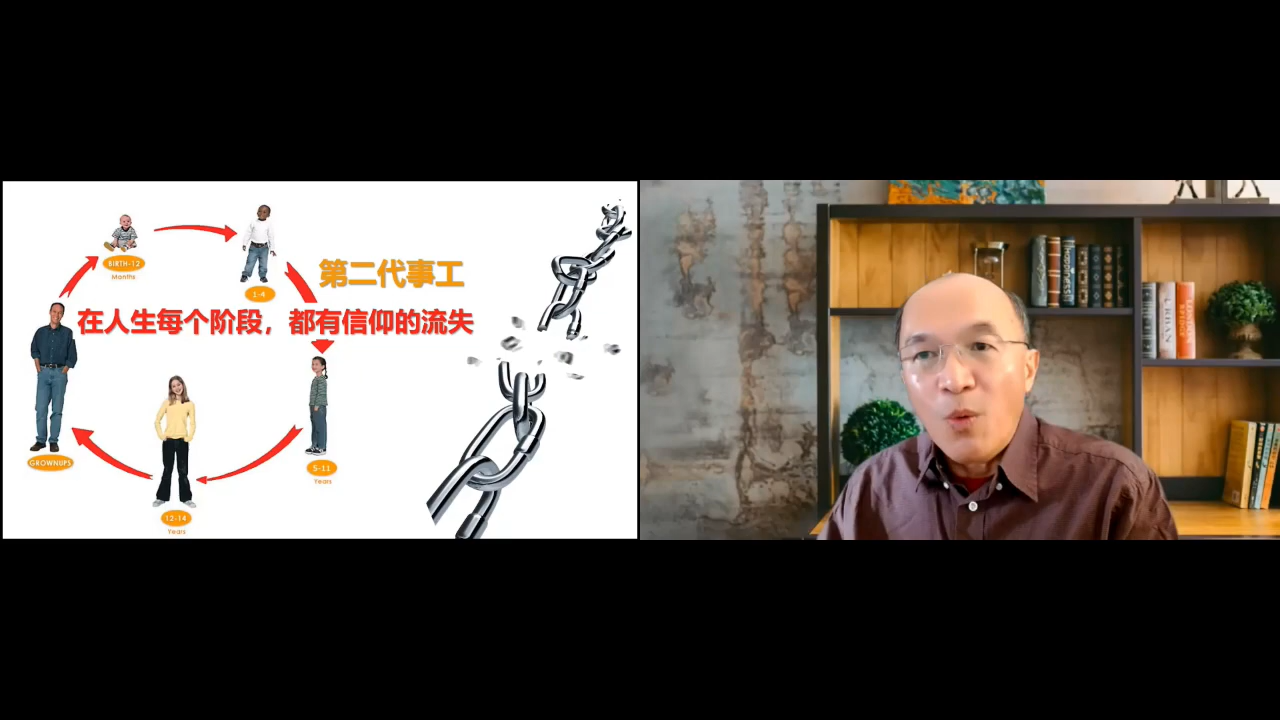 BIRTH-12
Months
1-4
第二代事工
在人生每个阶段，都有信仰的流失
GROWNUPS
5-11
Years
12-14
Years